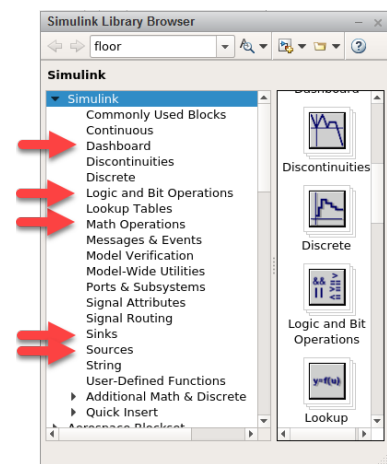 Simulink Library Browser
floor
Simulink
Simulink
Commonly Used Blocks
Continuous
Dashboard
Discontinuities
Discrete
Logic and Bit Operations
Lookup Tables
Math Operations
Messages & Events
Model Verification
Model-Wide Utilities
Ports & Subsystems
Signal Attributes
Signal Routing
Sinks
Sources
String
User-Defined Functions
Additional Math & Discrete
Quick Insert
Aerospace Blockset
Dashboard
Discontinuities
Discrete
&& >=
|| <=
Logic and Bit
Operations
y=f(u)
Lookup